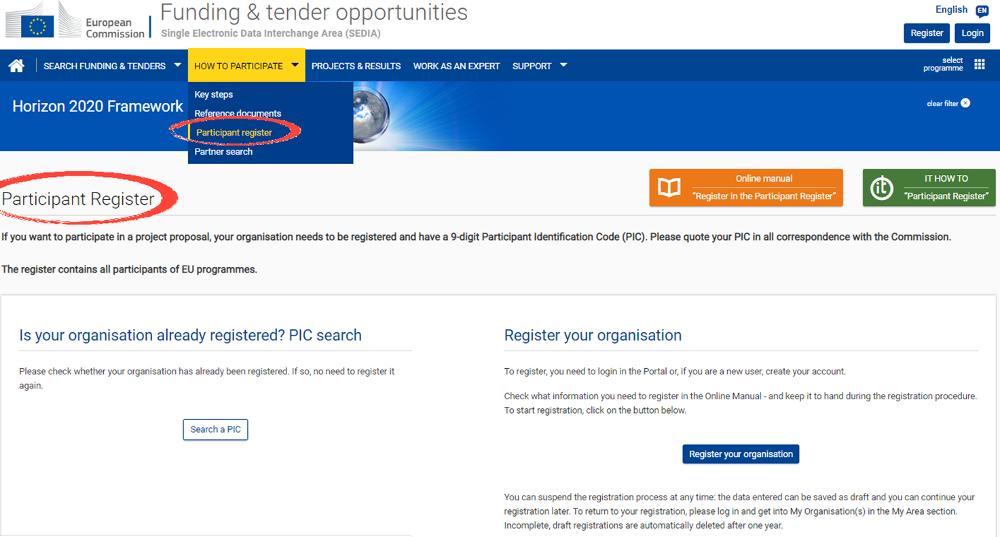 European
Commission
Funding & tender opportunities
Single Electronic Data Interchange Area (SEDIA)
English EN
Register Login
SEARCH FUNDING & TENDERS HOW TO PARTICIPATE PROJECTS & RESULTS WORK AS AN EXPERT SUPPORT
select
programme
Key steps
Reference documents
Participant register
Partner search
Horizon 2020 Framework
clear filter
Participant Register
Online manual
“Register in the Participant Register”
it
IT HOW TO
“Participant Register”
If you want to participate in a project proposal, your organisation needs to be registered and have a 9-digit Participant Identification Code (PIC). Please quote your PIC in all correspondence with the Commission.
The register contains all participants of EU programmes.
Is your organisation already registered? PIC search
Please check whether your organisation has already been registered. If so, no need to register it
again.
Search a PIC
Register your organisation
To register, you need to login in the Portal or, if you are a new user, create your account.
Check what information you need to register in the Online Manual - and keep it to hand during the registration procedure.
To start registration, click on the button below.
Register your organisation
You can suspend the registration process at any time: the data entered can be saved as draft and you can continue your
registration later. To return to your registration, please log in and get into My Organisation(s) in the My Area section.
Incomplete, draft registrations are automatically deleted after one year.